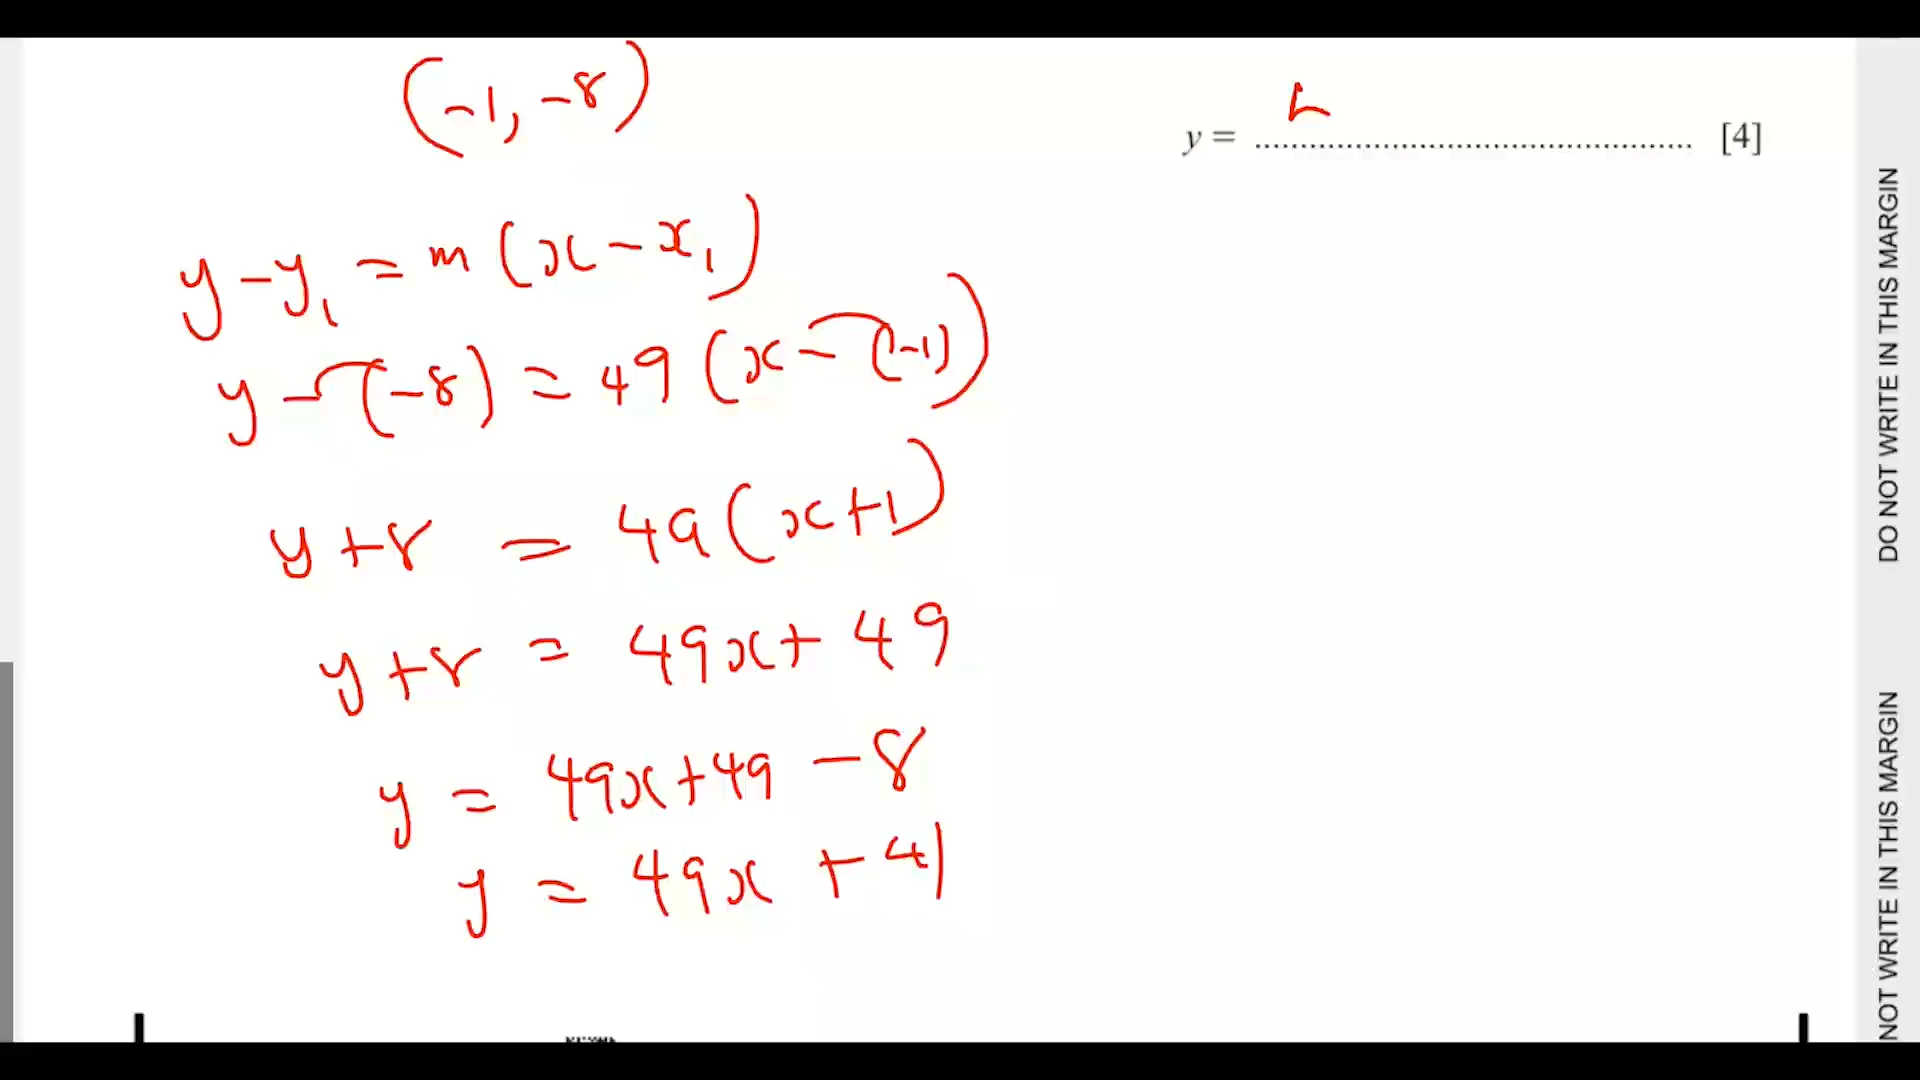 (-1, -8)
y = ................................................ [4]
y - y₁ = m (x - x₁)
y - (-8) = 49 (x - (-1))
y + 8 = 49 (x + 1)
y + 8 = 49x + 49
y = 49x + 49 - 8
y = 49x + 41
DO NOT WRITE IN THIS MARGIN
NOT WRITE IN THIS MARGIN